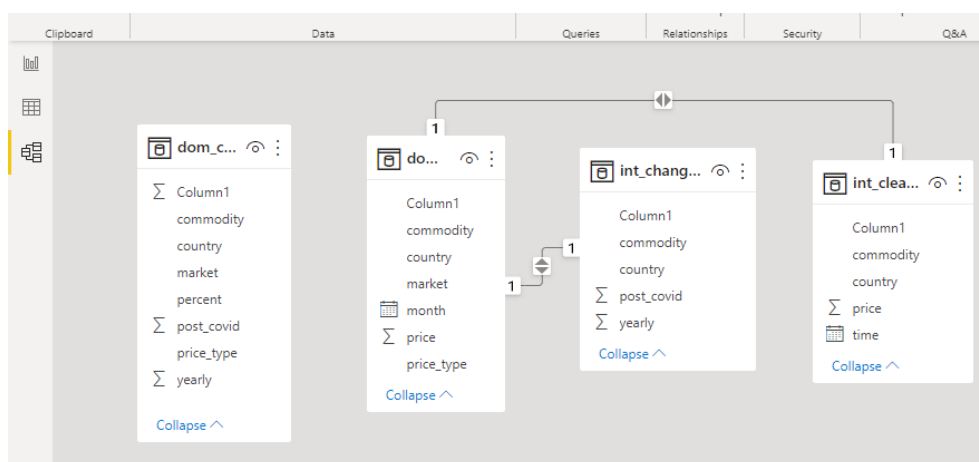 Clipboard
Data
Queries
Relationships
Security
Q&A
dom_c...
Column1
commodity
country
market
percent
post_covid
price_type
yearly
Collapse
1
do...
Column1
commodity
country
market
month
price
price_type
Collapse
1
1
int_chang...
Column1
commodity
country
post_covid
yearly
Collapse
1
int_clea...
Column1
commodity
country
price
time
Collapse